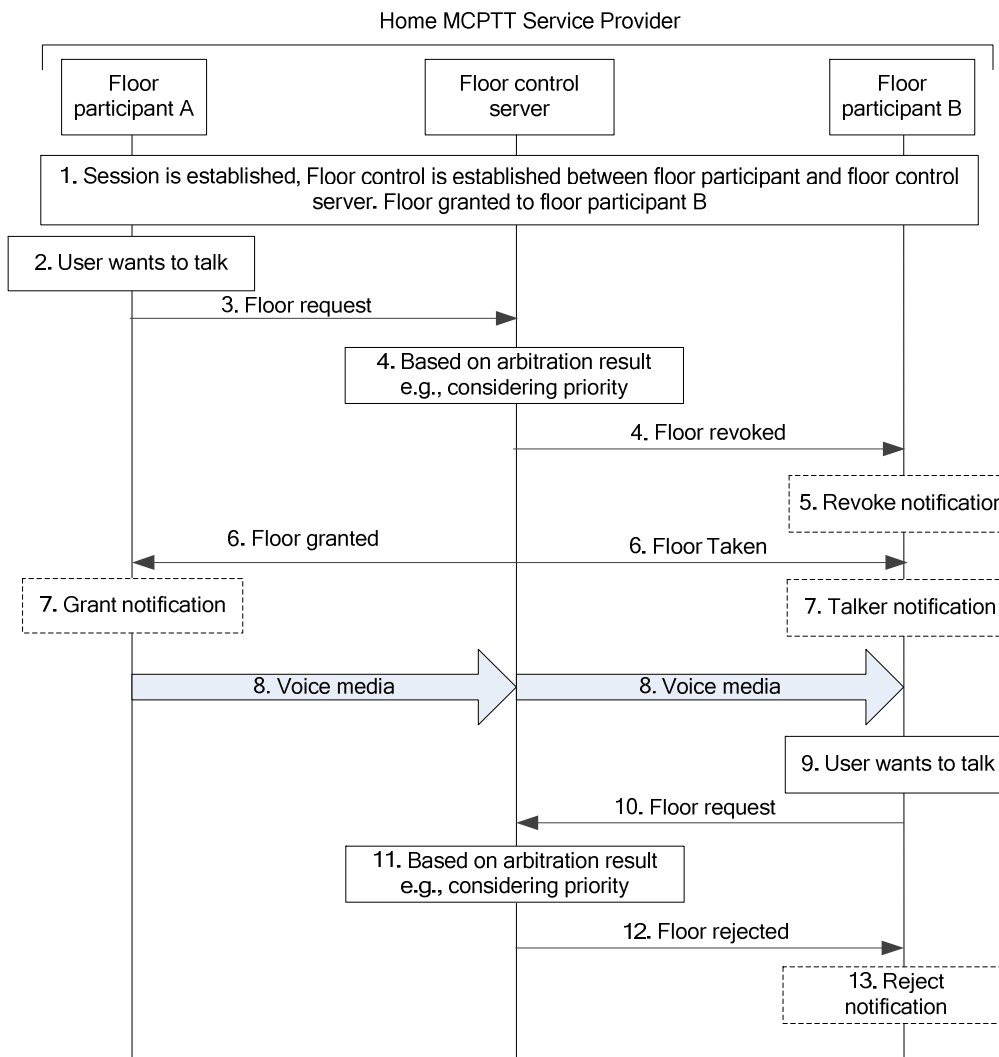 Home MCPTT Service Provider
Floor
participant A
Floor control
server
Floor
participant B
1. Session is established, Floor control is established between floor participant and floor control
server. Floor granted to floor participant B
2. User wants to talk
3. Floor request
4. Based on arbitration result
e.g., considering priority
4. Floor revoked
5. Revoke notification
6. Floor granted
6. Floor Taken
7. Grant notification
7. Talker notification
8. Voice media
8. Voice media
9. User wants to talk
10. Floor request
11. Based on arbitration result
e.g., considering priority
12. Floor rejected
13. Reject
notification